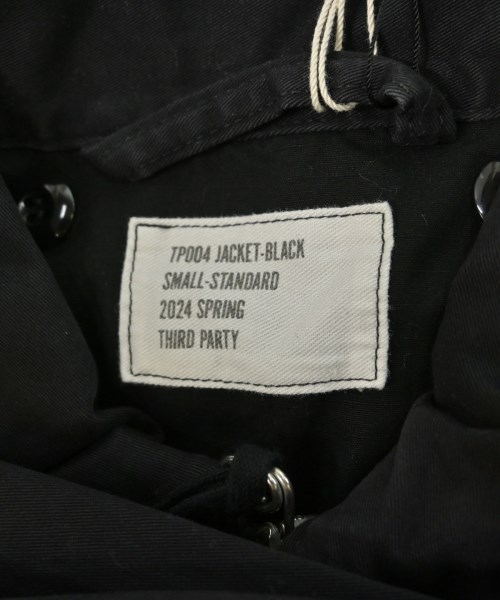 TP004 JACKET-BLACK
SMALL-STANDARD
2024 SPRING
THIRD PARTY